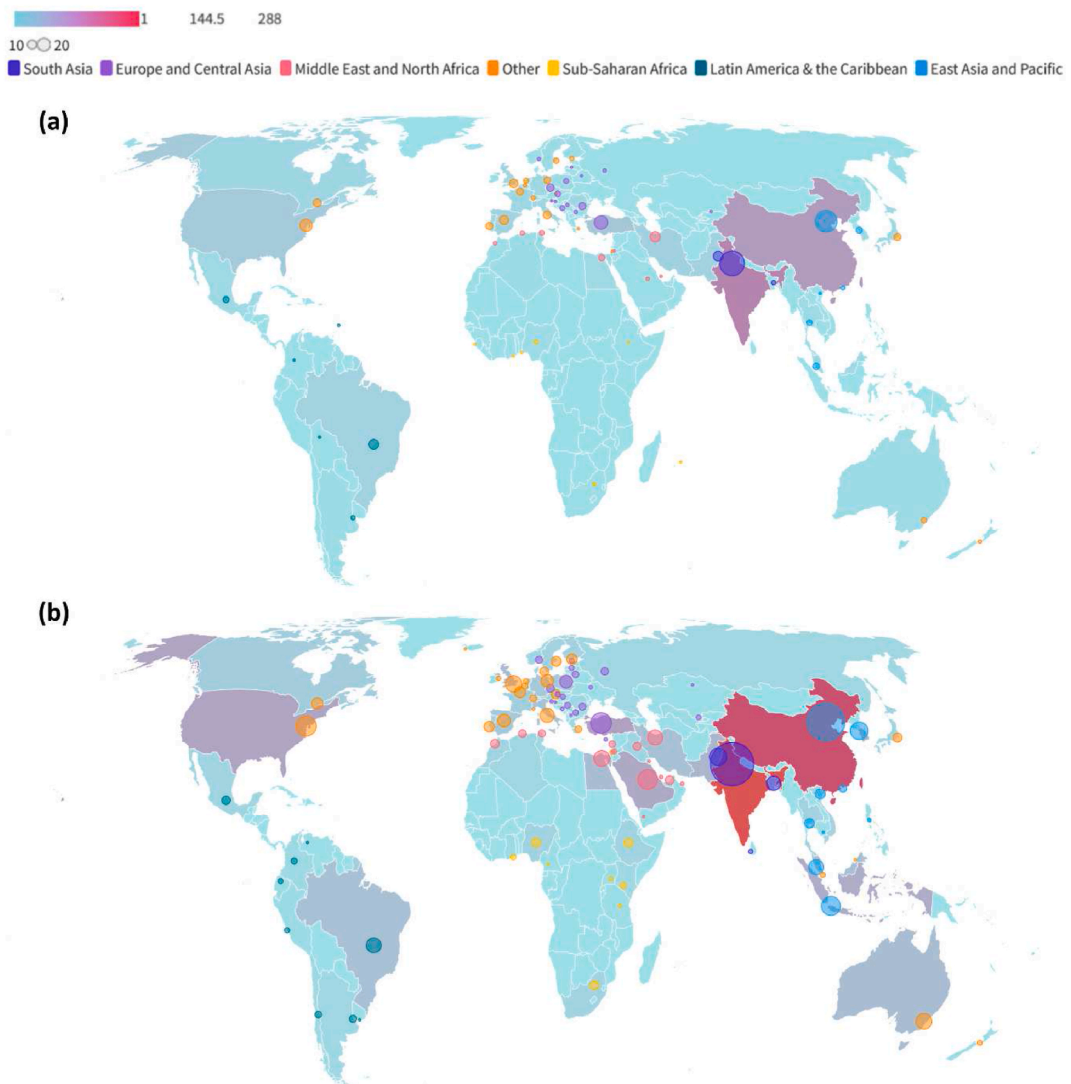 1 144.5 288
10 20
South Asia Europe and Central Asia Middle East and North Africa Other Sub-Saharan Africa Latin America & the Caribbean East Asia and Pacific
(a)
(b)